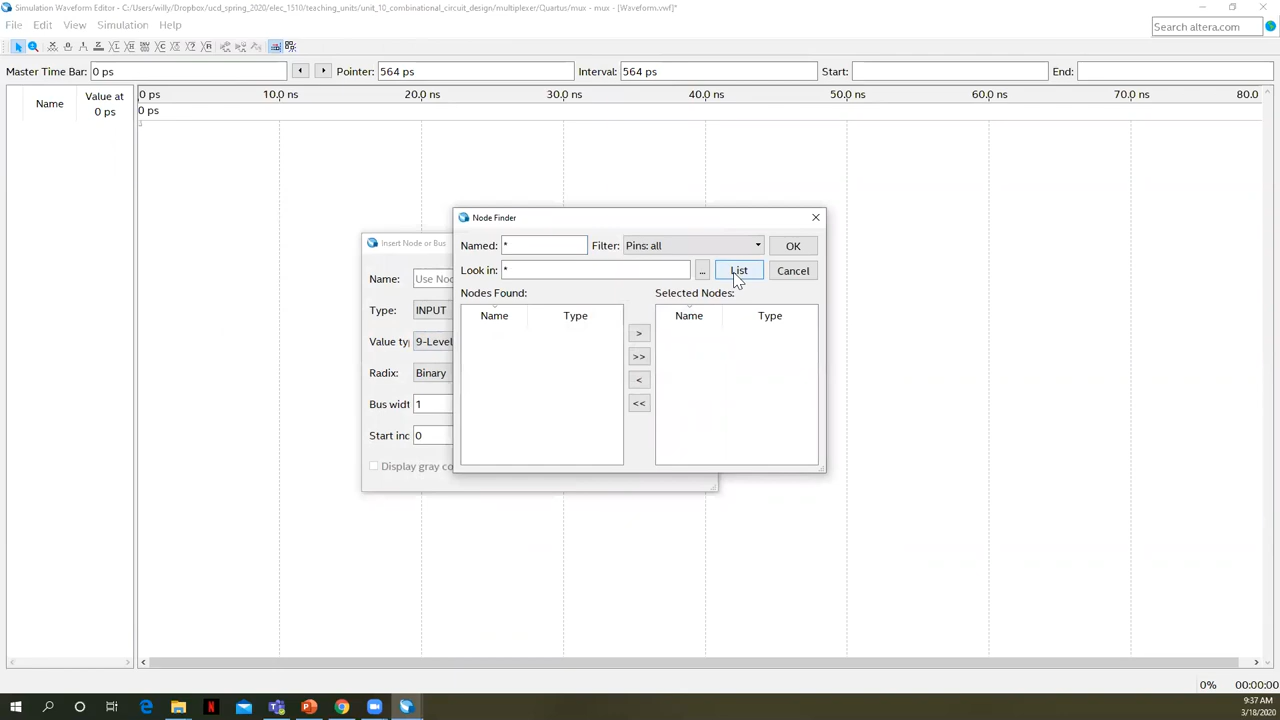 Simulation Waveform Editor - C:/Users/willy/Dropbox/ucd_spring_2020/elec_1510/teaching_units/unit_10_combinational_circuit_design/multiplexer/Quartus/mux - mux - [Waveform.vwf]*
File Edit View Simulation Help
Search altera.com
Master Time Bar: 0 ps Pointer: 564 ps Interval: 564 ps Start: End:
Name Value at 0 ps
0 ps 10.0 ns 20.0 ns 30.0 ns 40.0 ns 50.0 ns 60.0 ns 70.0 ns 80.0
0 ps
Insert Node or Bus
Name: Use Nod
Type: INPUT
Value typ 9-Level
Radix: Binary
Bus widt 1
Start inc 0
Display gray co
Node Finder
Named: * Filter: Pins: all OK
Look in: * ... List Cancel
Nodes Found: Selected Nodes:
Name Type Name Type
>
>>
<
<<
0% 00:00:00
9:37 AM
3/18/2020